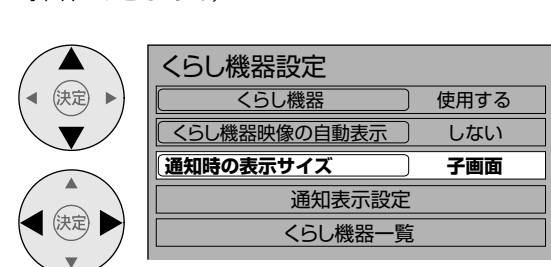 決定
くらし機器設定
くらし機器 使用する
くらし機器映像の自動表示 しない
通知時の表示サイズ 子画面
通知表示設定
くらし機器一覧
決定